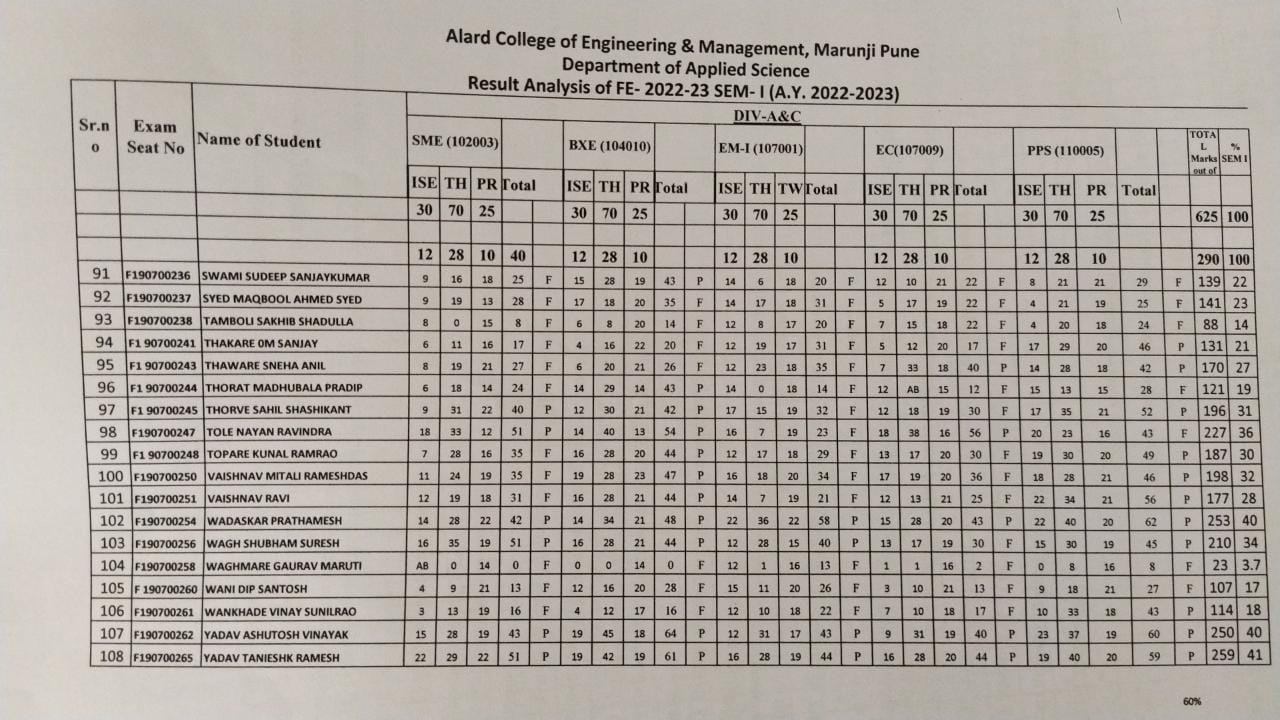 Alard College of Engineering & Management, Marunji Pune
Department of Applied Science
Result Analysis of FE- 2022-23 SEM- I (A.Y. 2022-2023)
DIV-A&C
Sr.no Exam Seat No Name of Student SME (102003) BXE (104010) EM-I (107001) EC(107009) PPS (110005) TOTAL Marks out of % SEM I
ISE TH PR Total ISE TH PR Total ISE TH TW Total ISE TH PR Total ISE TH PR Total
30 70 25 30 70 25 30 70 25 30 70 25 30 70 25 625 100
12 28 10 40 12 28 10 12 28 10 12 28 10 12 28 10 290 100
91 F190700236 SWAMI SUDEEP SANJAYKUMAR 9 16 18 25 F 15 28 19 43 P 14 6 18 20 F 12 10 21 22 F 8 21 21 29 F 139 22
92 F190700237 SYED MAQBOOL AHMED SYED 9 19 13 28 F 17 18 20 35 F 14 17 18 31 F 5 17 19 22 F 4 21 19 25 F 141 23
93 F190700238 TAMBOLI SAKHIB SHADULLA 8 0 15 8 F 6 8 20 14 F 12 8 17 20 F 7 15 18 22 F 4 20 18 24 F 88 14
94 F1 90700241 THAKARE 0M SANJAY 6 11 16 17 F 4 16 22 20 F 12 19 17 31 F 5 12 20 17 F 17 29 20 46 P 131 21
95 F1 90700243 THAWARE SNEHA ANIL 8 19 21 27 F 6 20 21 26 F 12 23 18 35 F 7 33 18 40 P 14 28 18 42 P 170 27
96 F1 90700244 THORAT MADHUBALA PRADIP 6 18 14 24 F 14 29 14 43 P 14 0 18 14 F 12 AB 15 12 F 15 13 15 28 F 121 19
97 F1 90700245 THORVE SAHIL SHASHIKANT 9 31 22 40 P 12 30 21 42 P 17 15 19 32 F 12 18 19 30 F 17 35 21 52 P 196 31
98 F190700247 TOLE NAYAN RAVINDRA 18 33 12 51 P 14 40 13 54 P 16 7 19 23 F 18 38 16 56 P 20 23 16 43 F 227 36
99 F1 90700248 TOPARE KUNAL RAMRAO 7 28 16 35 F 16 28 20 44 P 12 17 18 29 F 13 17 20 30 F 19 30 20 49 P 187 30
100 F190700250 VAISHNAV MITALI RAMESHDAS 11 24 19 35 F 19 28 23 47 P 16 18 20 34 F 17 19 20 36 F 18 28 21 46 P 198 32
101 F190700251 VAISHNAV RAVI 12 19 18 31 F 16 28 21 44 P 14 7 19 21 F 12 13 21 25 F 22 34 21 56 P 177 28
102 F190700254 WADASKAR PRATHAMESH 14 28 22 42 P 14 34 21 48 P 22 36 22 58 P 15 28 20 43 P 22 40 20 62 P 253 40
103 F190700256 WAGH SHUBHAM SURESH 16 35 19 51 P 16 28 21 44 P 12 28 15 40 P 13 17 19 30 F 15 30 19 45 P 210 34
104 F190700258 WAGHMARE GAURAV MARUTI AB 0 14 0 F 0 0 14 0 F 12 1 16 13 F 1 1 16 2 F 0 8 16 8 F 23 3.7
105 F 190700260 WANI DIP SANTOSH 4 9 21 13 F 12 16 20 28 F 15 11 20 26 F 3 10 21 13 F 9 18 21 27 F 107 17
106 F190700261 WANKHADE VINAY SUNILRAO 3 13 19 16 F 4 12 17 16 F 12 10 18 22 F 7 10 18 17 F 10 33 18 43 P 114 18
107 F190700262 YADAV ASHUTOSH VINAYAK 15 28 19 43 P 19 45 18 64 P 12 31 17 43 P 9 31 19 40 P 23 37 19 60 P 250 40
108 F190700265 YADAV TANIESHK RAMESH 22 29 22 51 P 19 42 19 61 P 16 28 19 44 P 16 28 20 44 P 19 40 20 59 P 259 41
60%